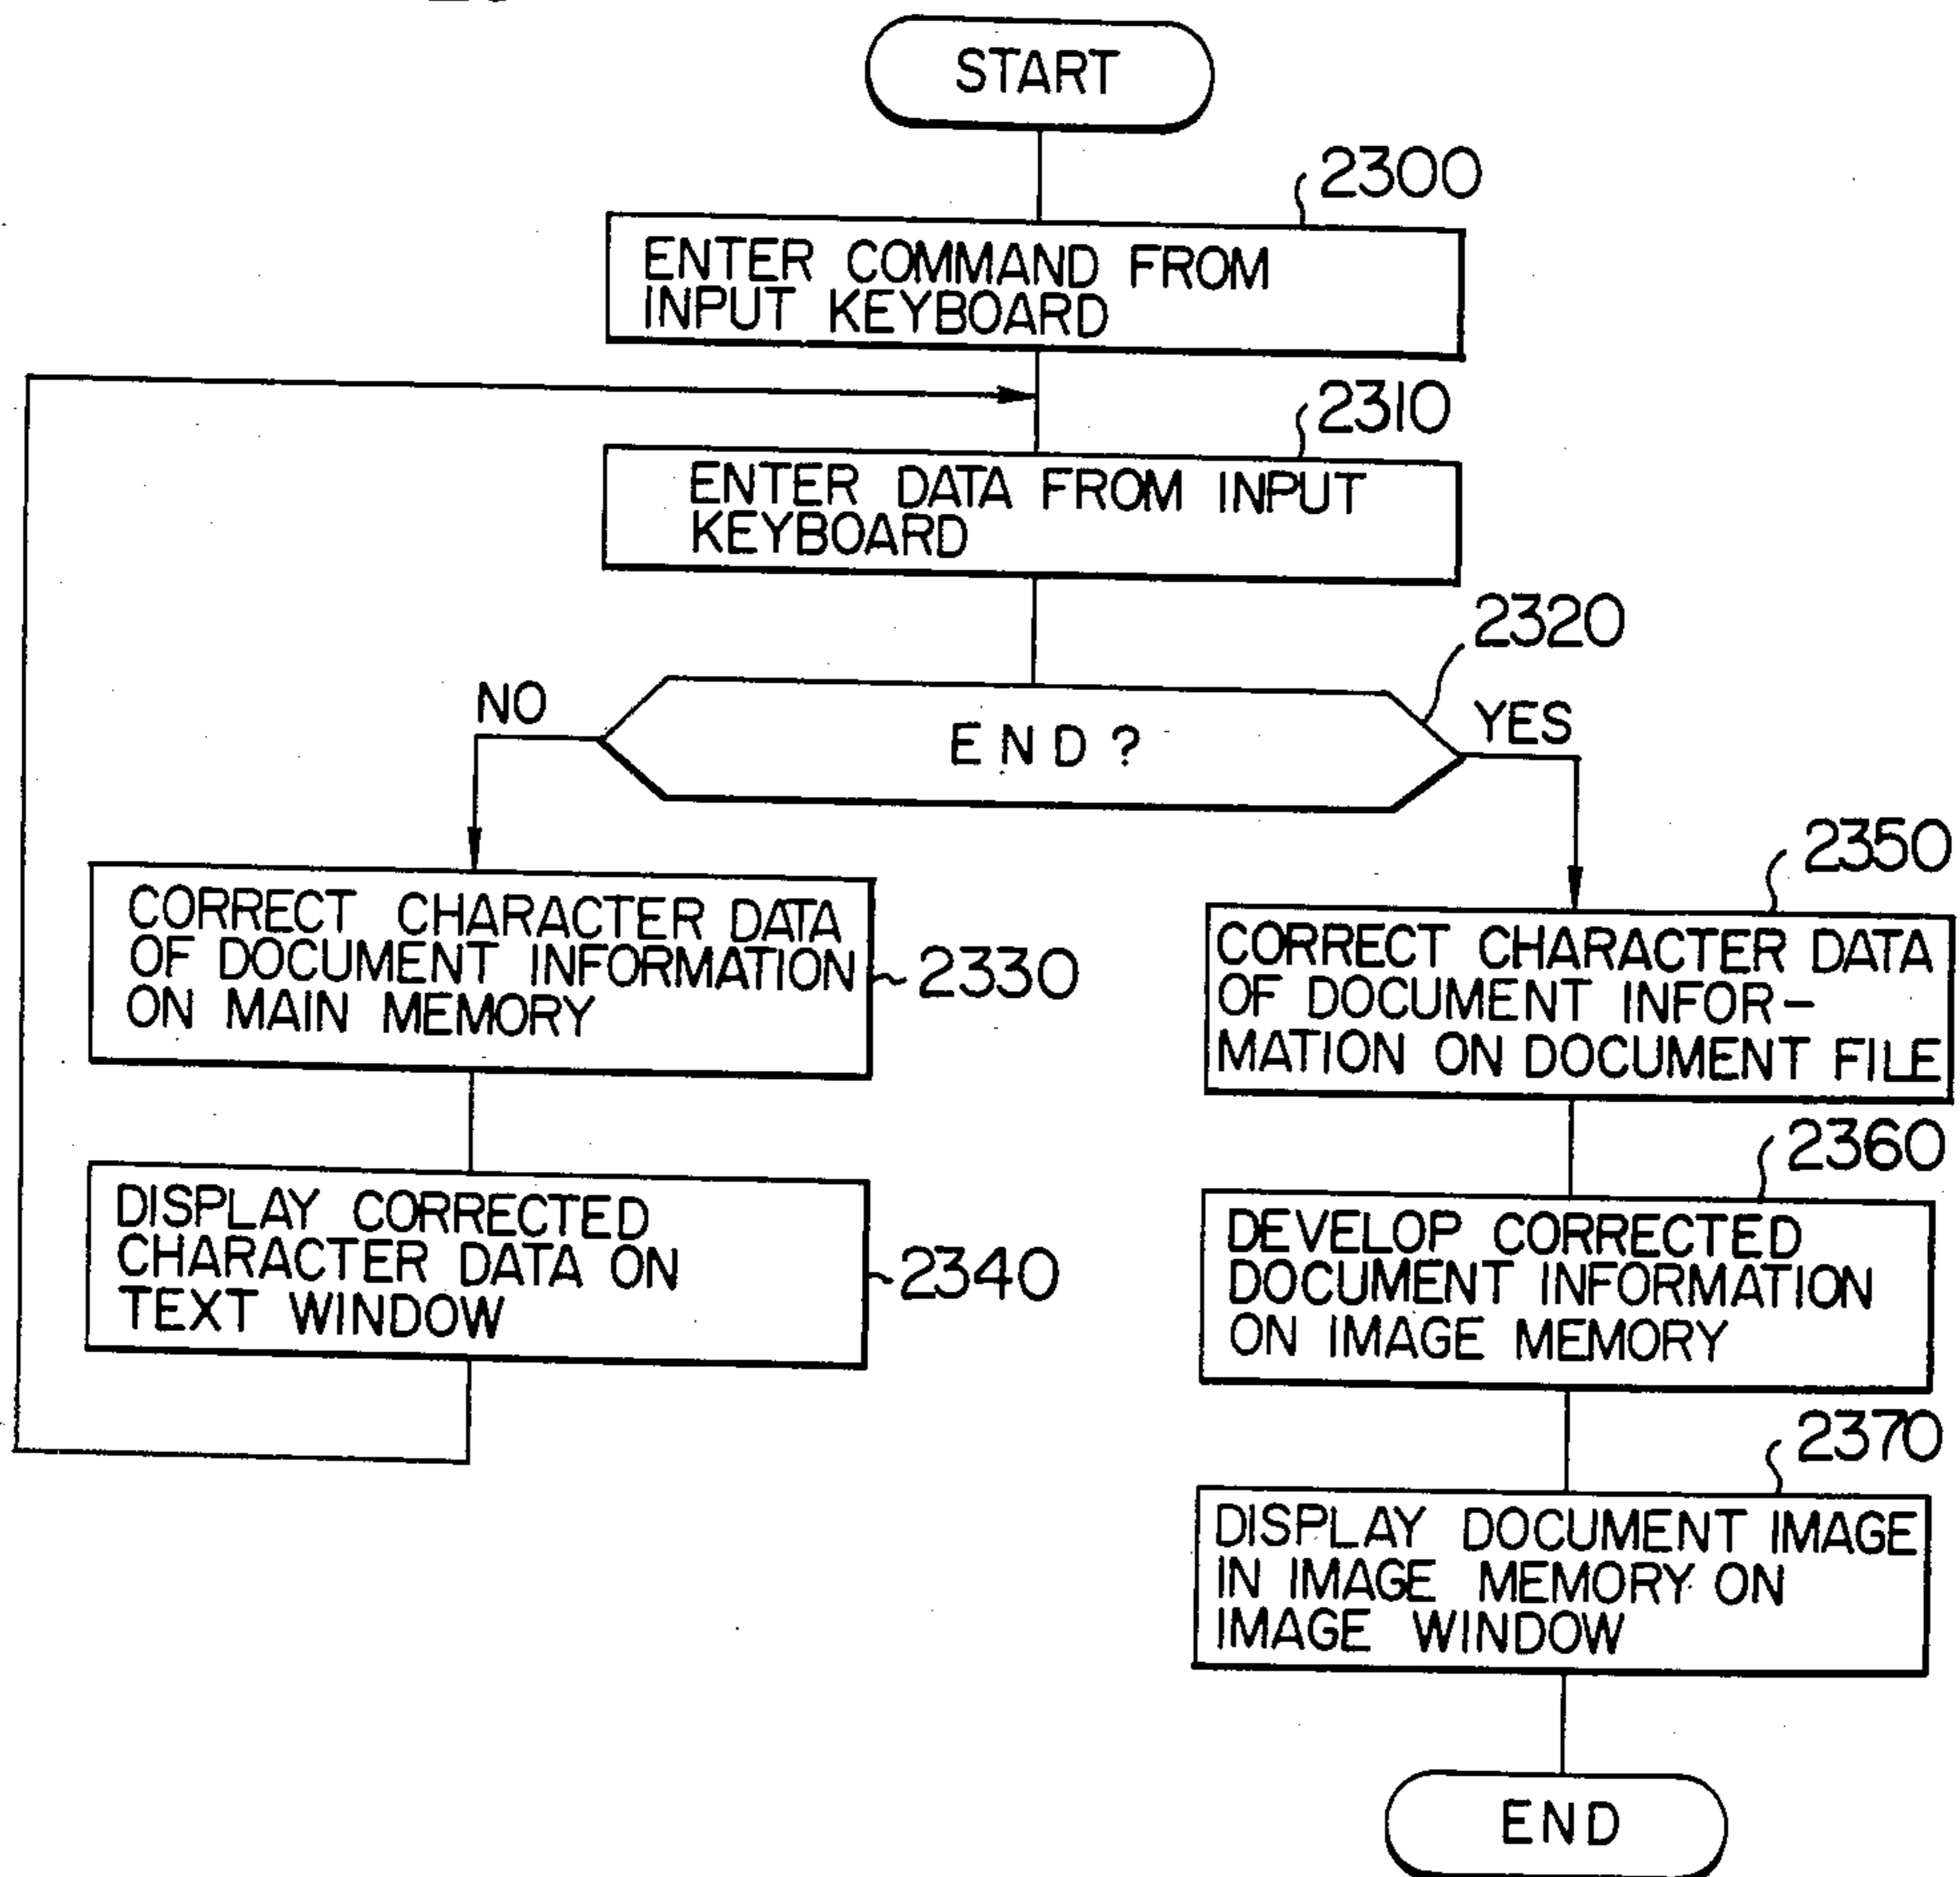 START
2300
ENTER COMMAND FROM
INPUT KEYBOARD
2310
ENTER DATA FROM INPUT
KEYBOARD
2320
NO
END?
YES
2350
CORRECT CHARACTER DATA
OF DOCUMENT INFORMATION
ON MAIN MEMORY
2330
CORRECT CHARACTER DATA
OF DOCUMENT INFOR-
MATION ON DOCUMENT FILE
2360
DISPLAY CORRECTED
CHARACTER DATA ON
TEXT WINDOW
2340
DEVELOP CORRECTED
DOCUMENT INFORMATION
ON IMAGE MEMORY
2370
DISPLAY DOCUMENT IMAGE
IN IMAGE MEMORY ON
IMAGE WINDOW
END